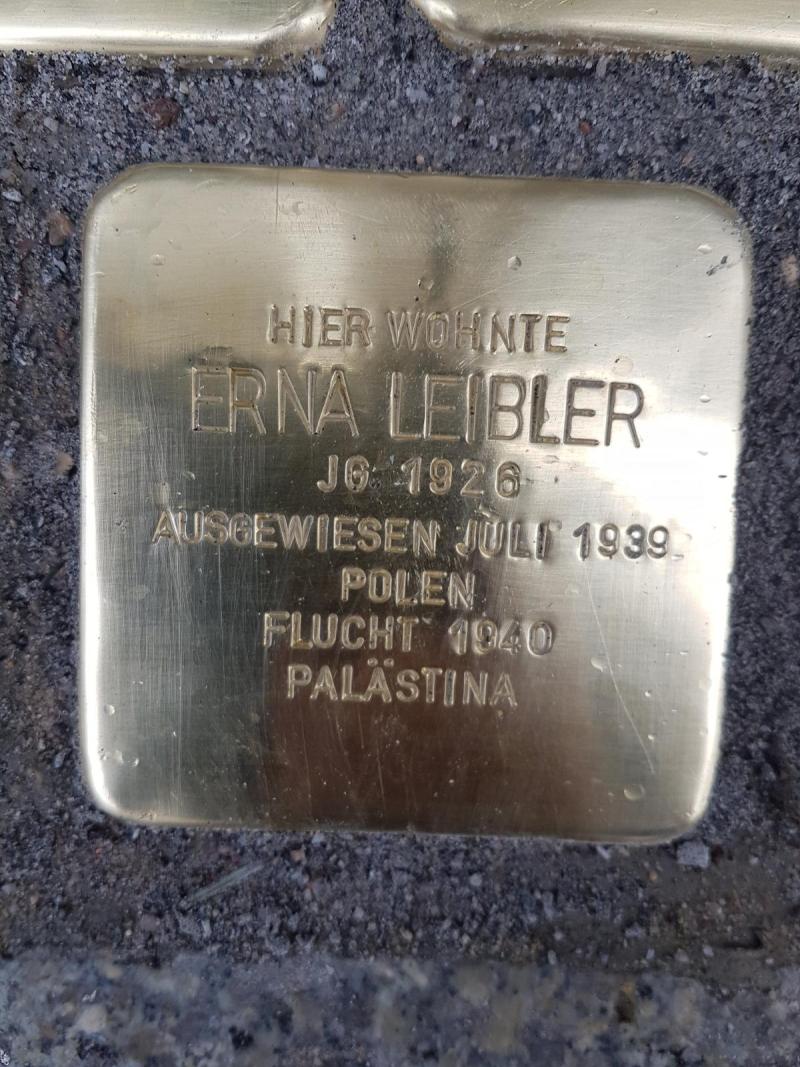 HIER WOHNTE
ERNA LEIBLER
JG. 1926
AUSGEWIESEN JULI 1939
POLEN
FLUCHT 1940
PALÄSTINA